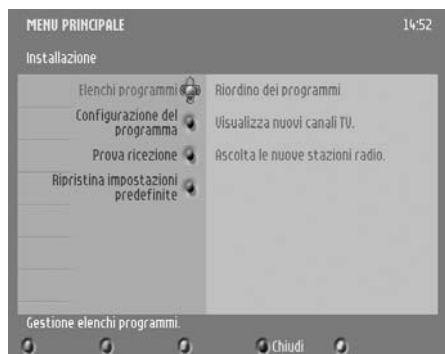 MENU PRINCIPALE 14:52
Installazione
Elenchi programmi
Configurazione del
programma
Prova ricezione
Ripristina impostazioni
predefinite
Riordino dei programmi
Visualizza nuovi canali TV.
Ascolta le nuove stazioni radio.
Gestione elenchi programmi.
Chiudi